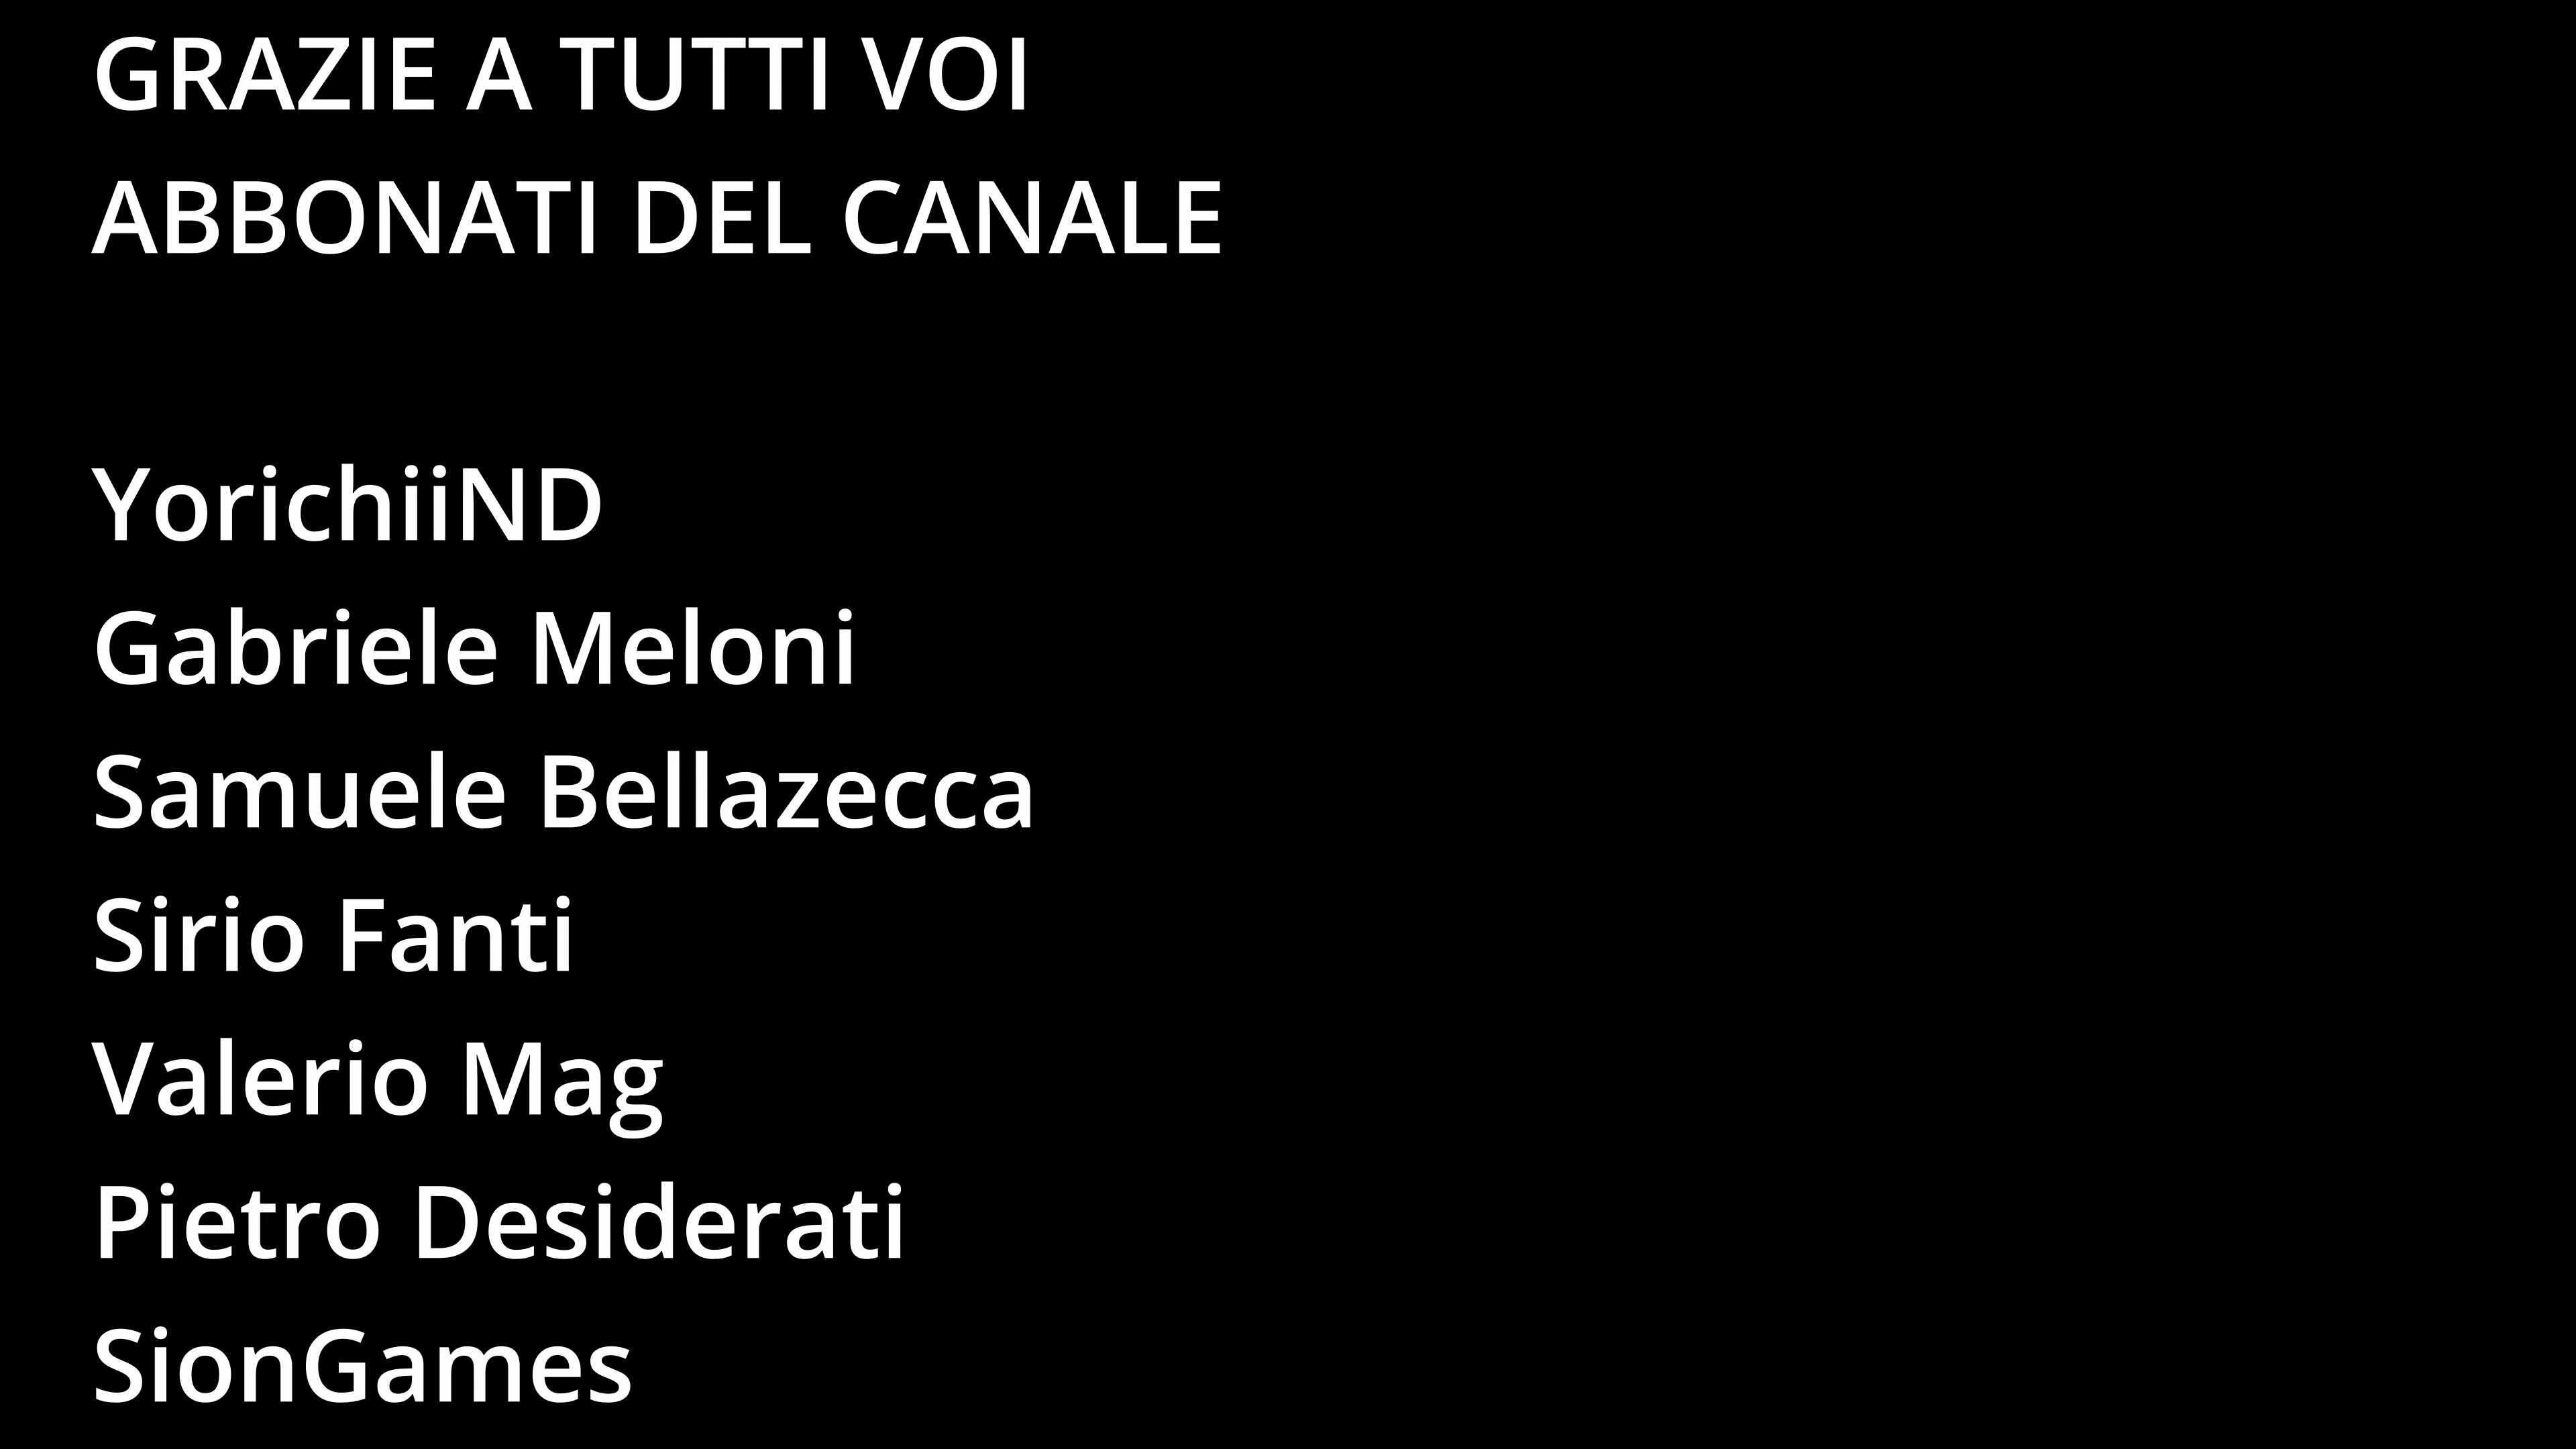 GRAZIE A TUTTI VOI
ABBONATI DEL CANALE
YorichiiND
Gabriele Meloni
Samuele Bellazecca
Sirio Fanti
Valerio Mag
Pietro Desiderati
SionGames